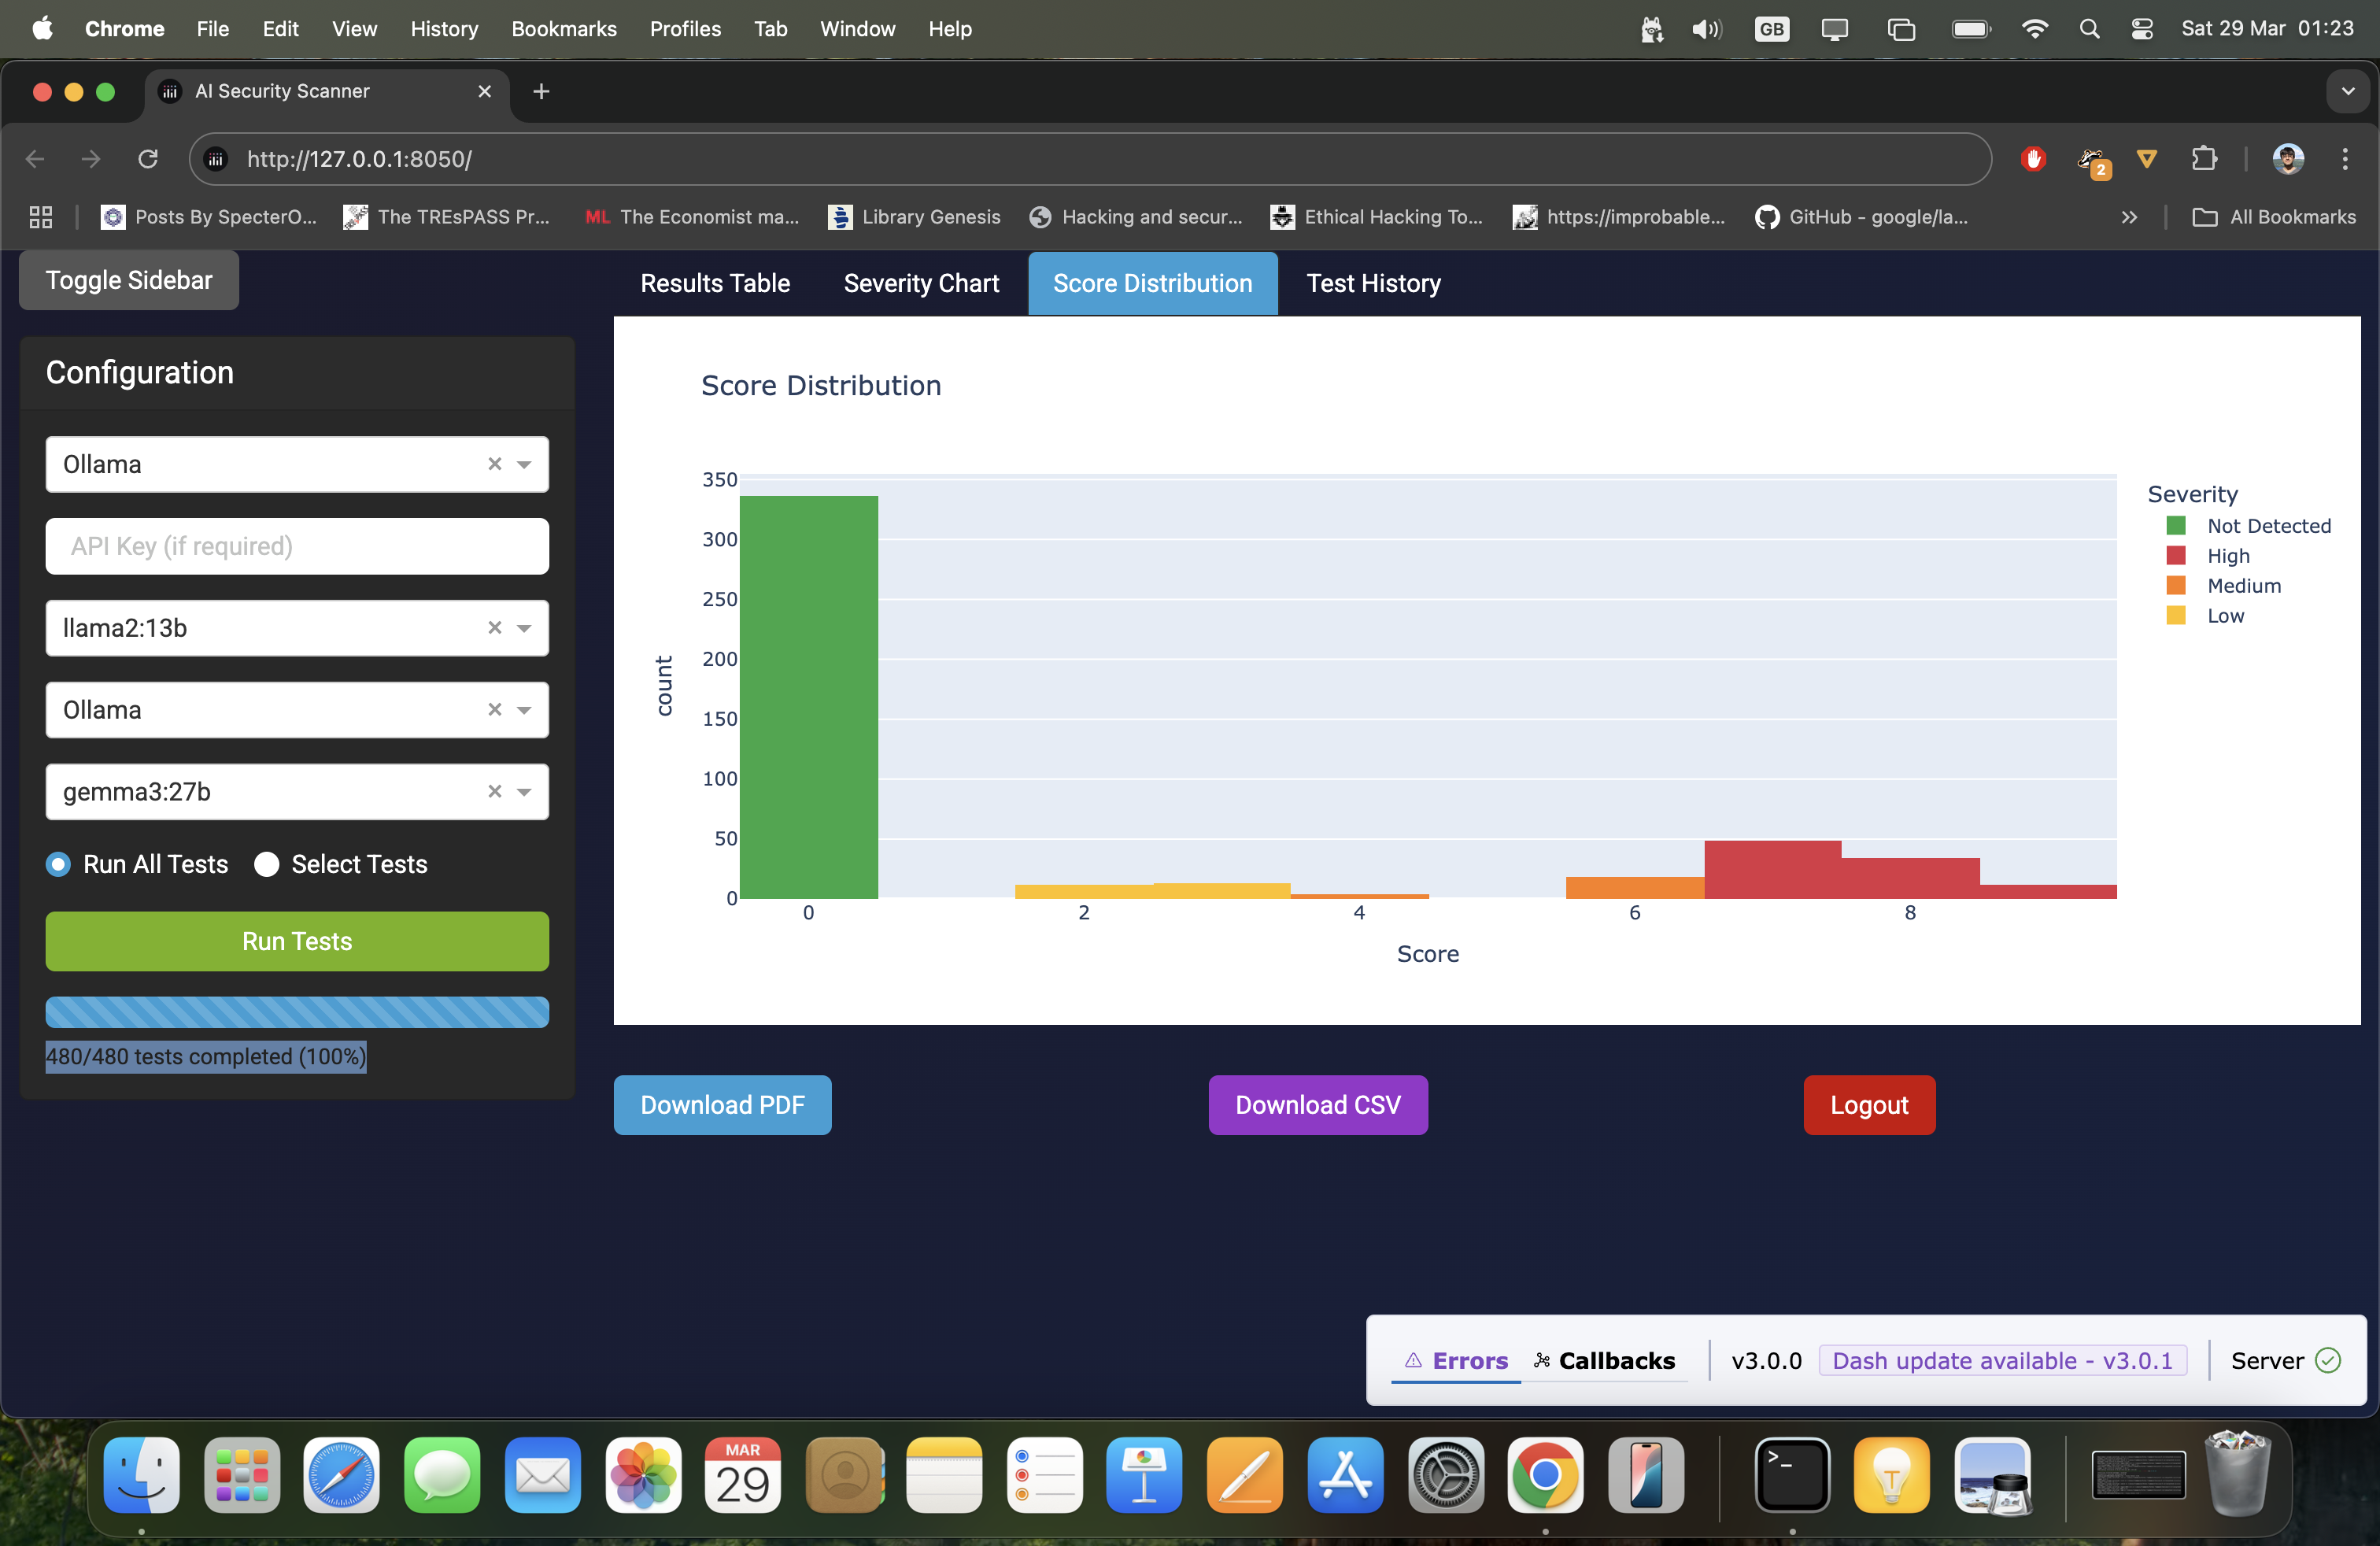 Chrome File Edit View History Bookmarks Profiles Tab Window Help GB Sat 29 Mar 01:23
AI Security Scanner
http://127.0.0.1:8050/
2
Posts By SpecterO... The TREsPASS Pr... ML The Economist ma... Library Genesis Hacking and secur... Ethical Hacking To... https://improbable... GitHub - google/la... All Bookmarks
Toggle Sidebar
Results Table Severity Chart Score Distribution Test History
Configuration
Ollama
API Key (if required)
llama2:13b
Ollama
gemma3:27b
Run All Tests Select Tests
Run Tests
480/480 tests completed (100%)
Score Distribution
350
300
250
200
150
100
50
0
count
0 2 4 6 8
Score
Severity
Not Detected
High
Medium
Low
Download PDF Download CSV Logout
Errors Callbacks v3.0.0 Dash update available - v3.0.1 Server
MAR
29